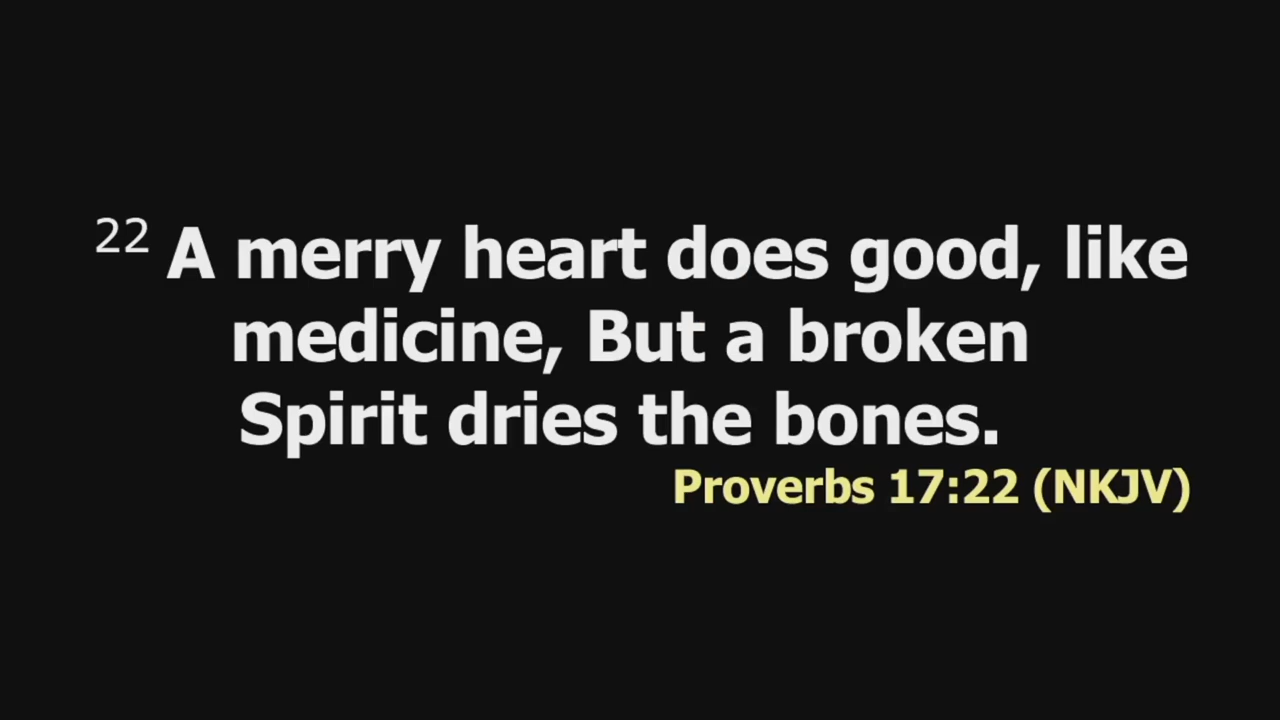 22 A merry heart does good, like
medicine, But a broken
Spirit dries the bones.
Proverbs 17:22 (NKJV)